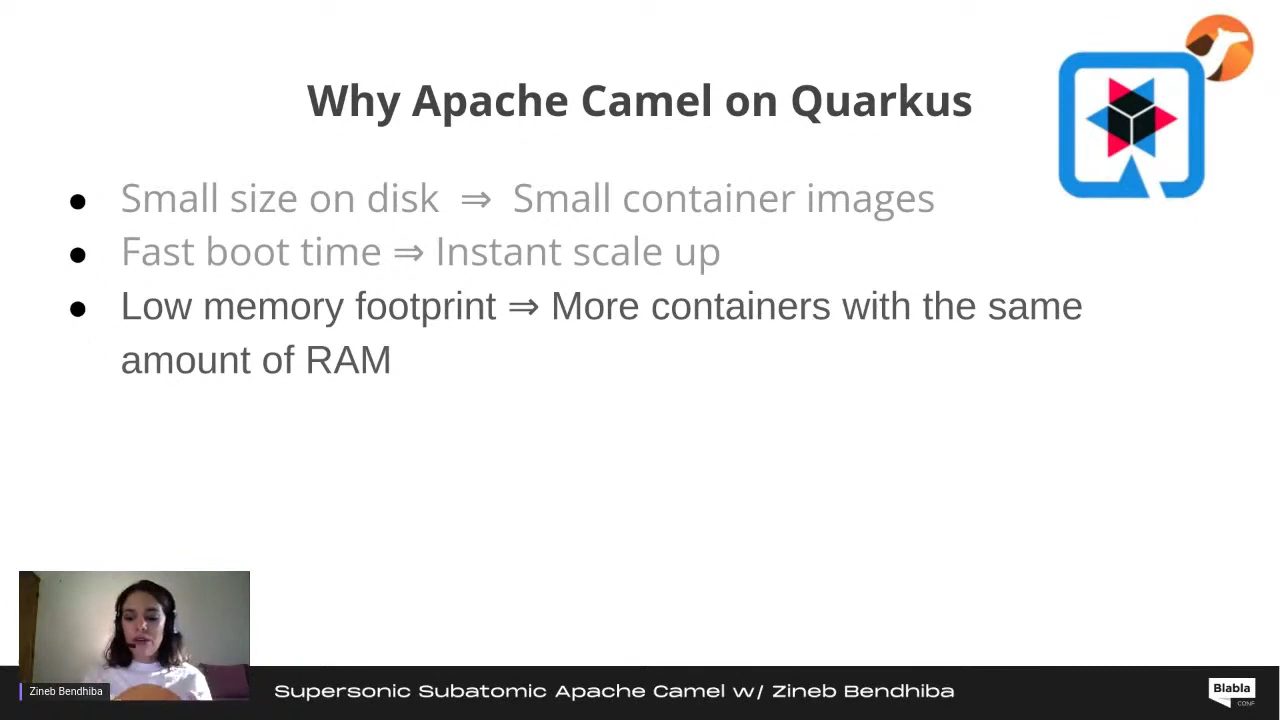 Why Apache Camel on Quarkus
● Small size on disk ⇒ Small container images
● Fast boot time ⇒ Instant scale up
● Low memory footprint ⇒ More containers with the same
amount of RAM
Zineb Bendhiba
Supersonic Subatomic Apache Camel w/ Zineb Bendhiba
Blabla
CONF